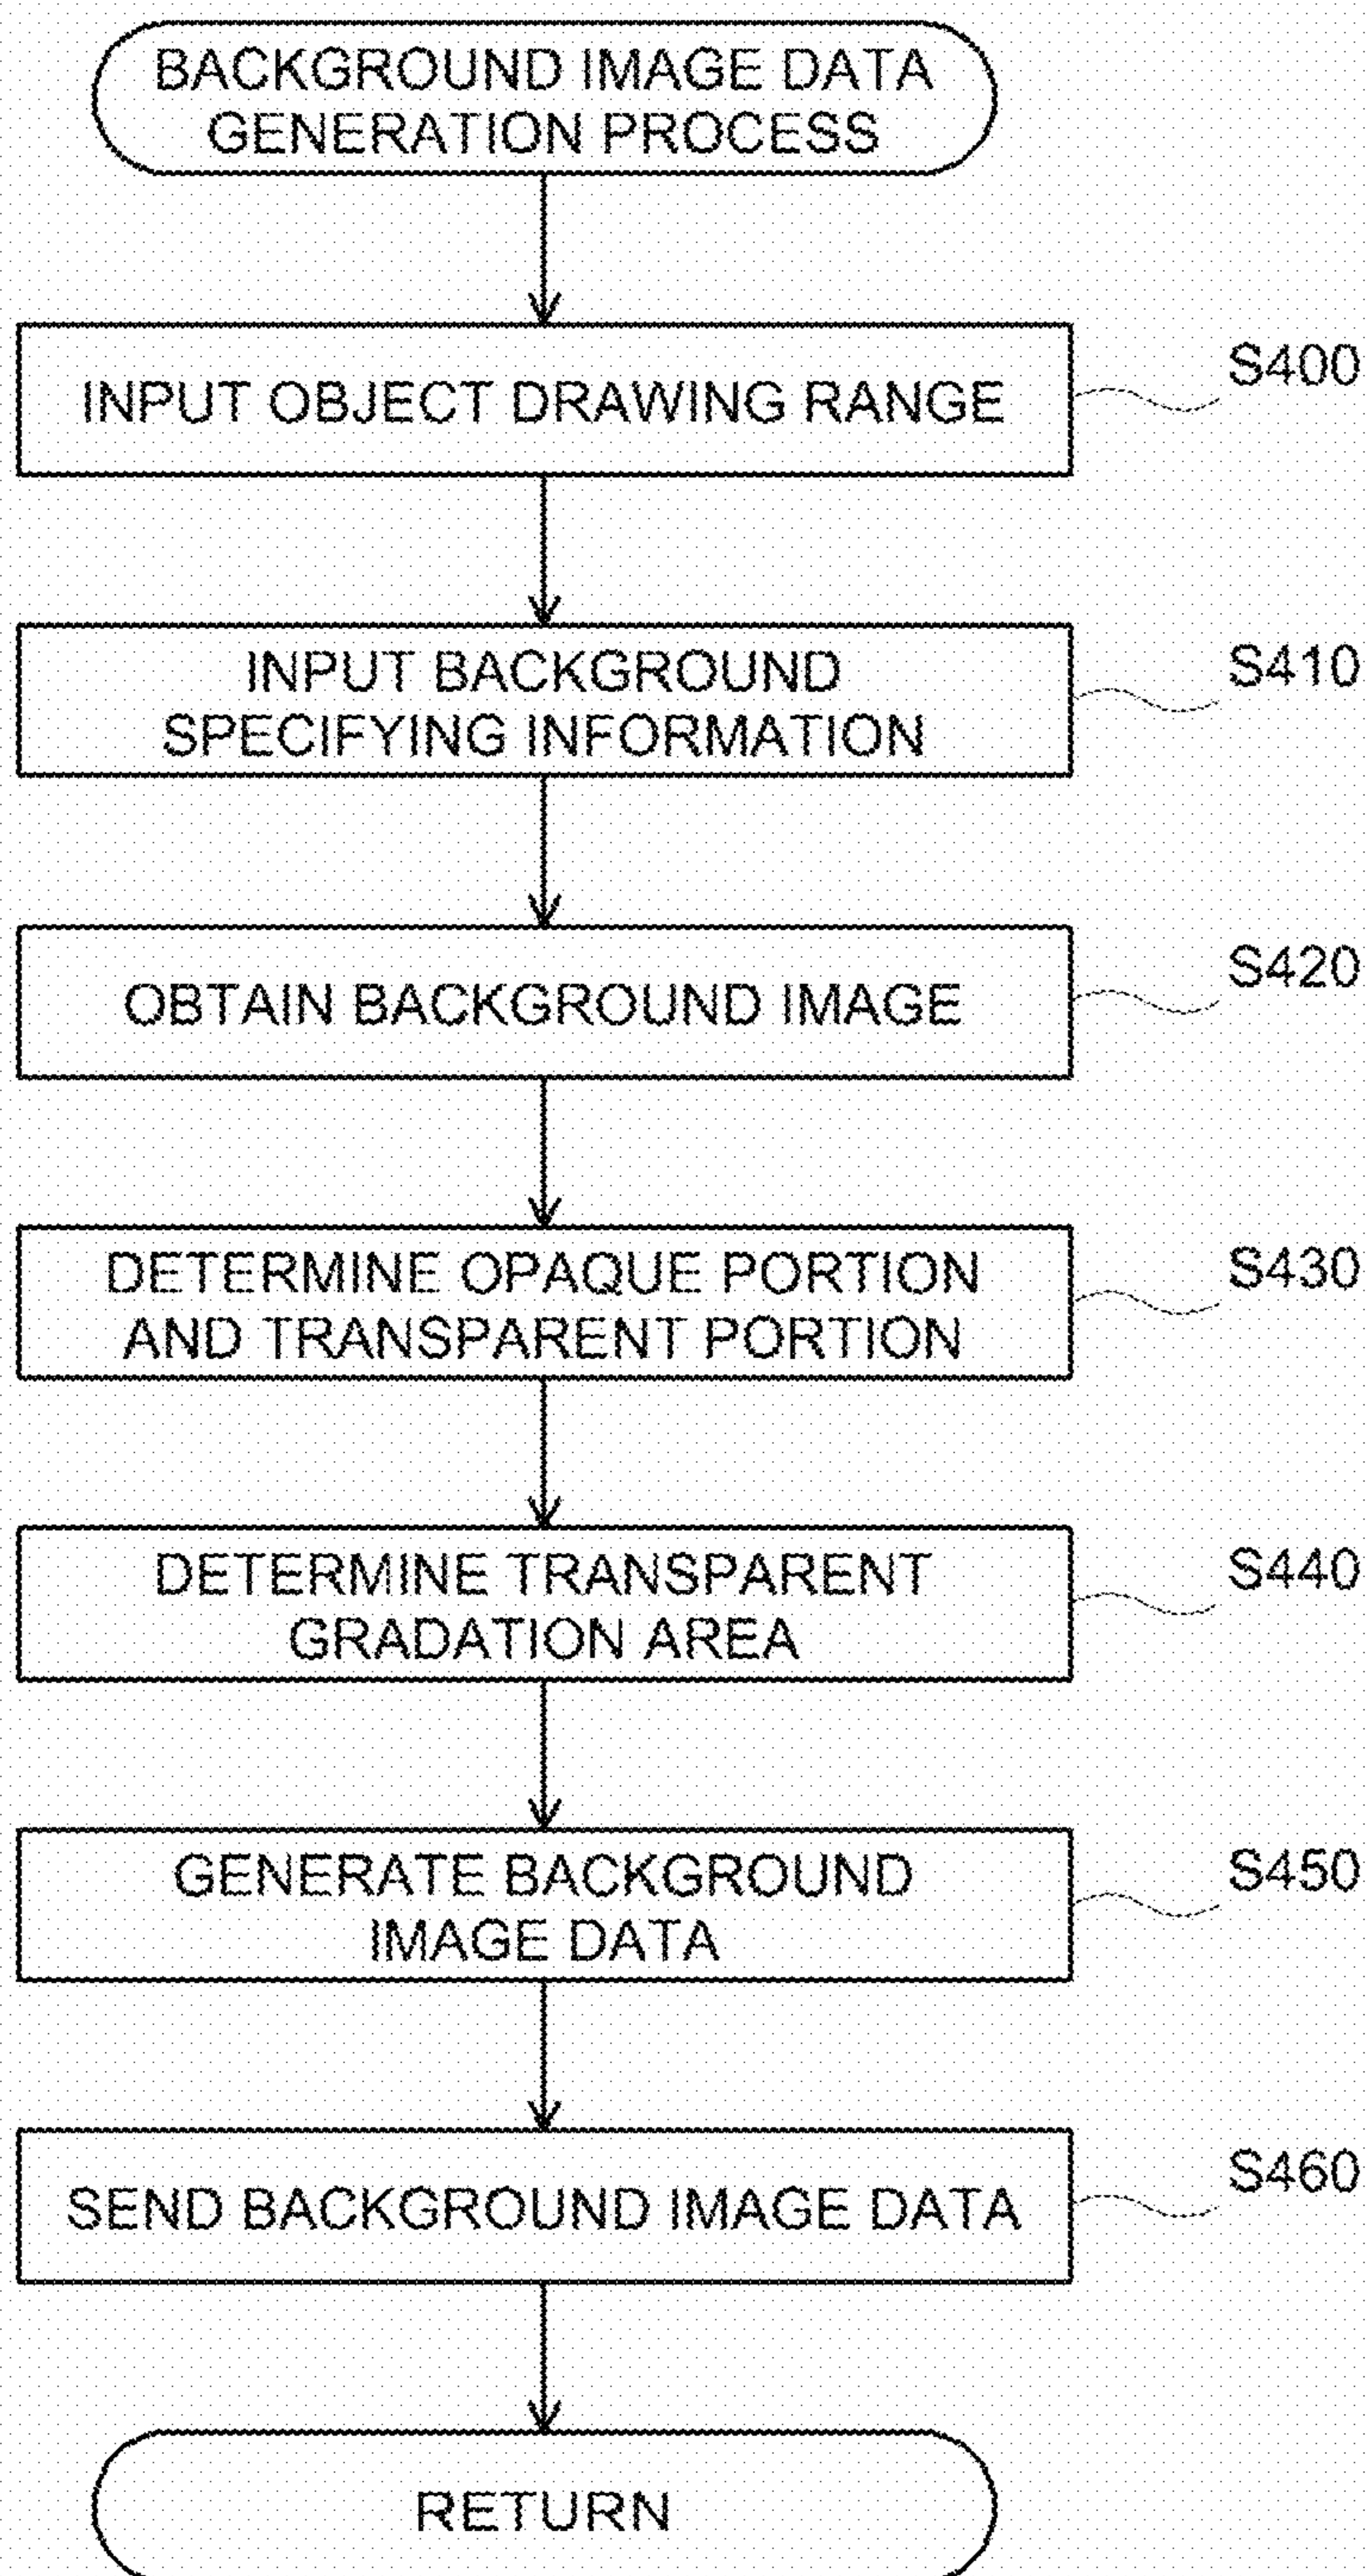 BACKGROUND IMAGE DATA
GENERATION PROCESS
INPUT OBJECT DRAWING RANGE
S400
INPUT BACKGROUND
SPECIFYING INFORMATION
S410
OBTAIN BACKGROUND IMAGE
S420
DETERMINE OPAQUE PORTION
AND TRANSPARENT PORTION
S430
DETERMINE TRANSPARENT
GRADATION AREA
S440
GENERATE BACKGROUND
IMAGE DATA
S450
SEND BACKGROUND IMAGE DATA
S460
RETURN